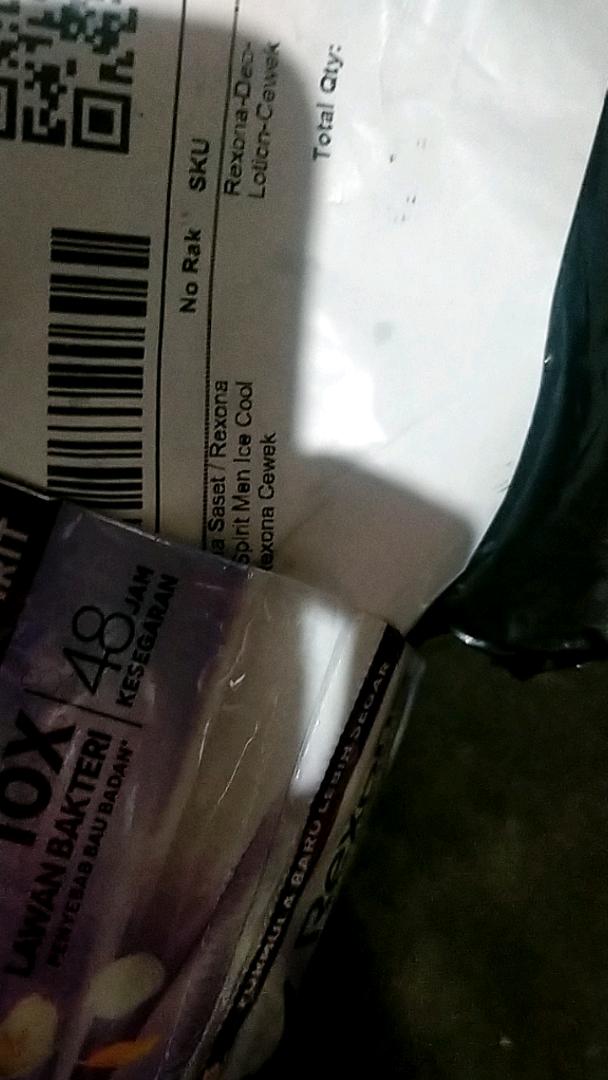 No Rak SKU
Saset / Rexona
Spirit Men Ice Cool
Rexona Cewek
Rexona-Deo-
Lotion-Cewek
Total Qty:
10X
LAWAN BAKTERI
PENYEBAB BAU BADAN*
48 JAM
KESEGARAN
FORMULA BARU LEBIH SEGAR
Rexona